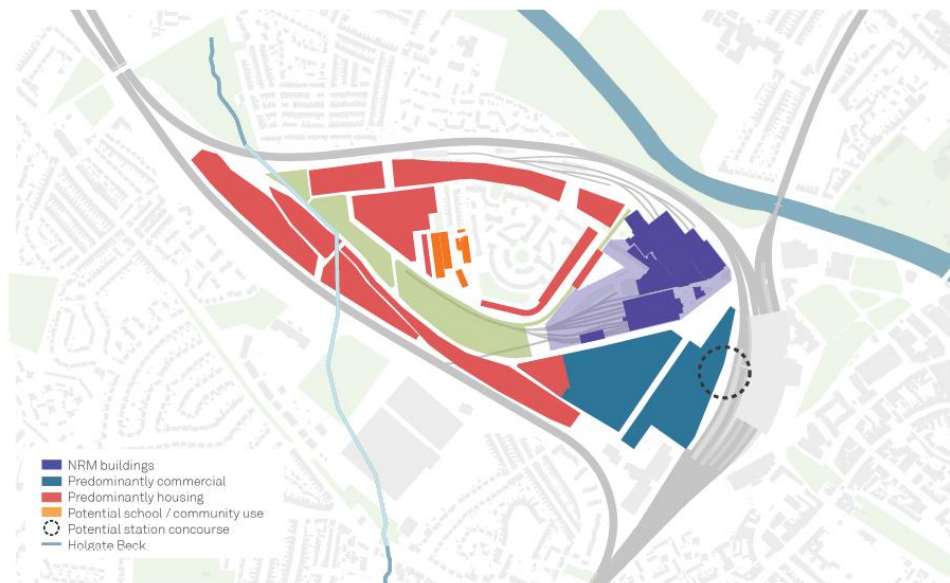 NRM buildings
Predominantly commercial
Predominantly housing
Potential school / community use
Potential station concourse
Holgate Beck